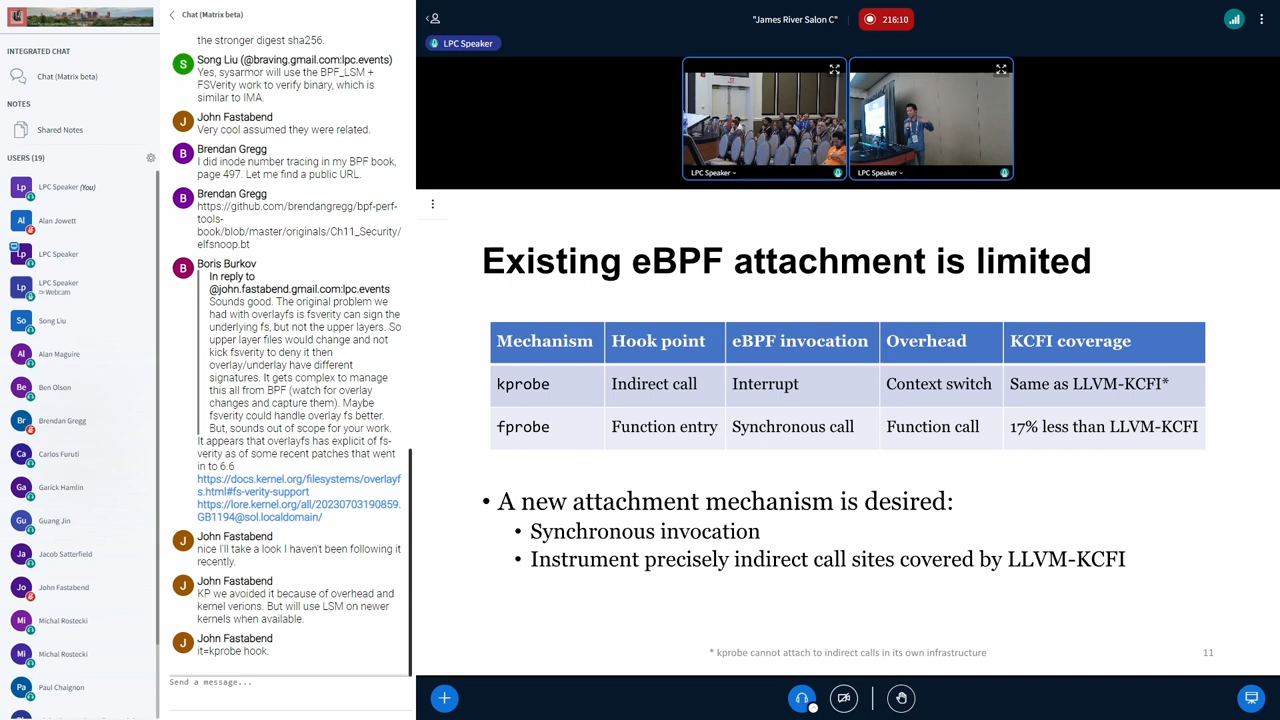 INTEGRATED CHAT
Chat (Matrix beta)
NOTES
Shared Notes
USERS (19)
Lp
LPC Speaker (You)
Al
Alan Jowett
Lp
LPC Speaker
Lp
LPC Speaker
Webcam
So
Song Liu
Al
Alan Maguire
Be
Ben Olson
Br
Brendan Gregg
Ca
Carlos Furuti
Ga
Garick Hamlin
Gu
Guang Jin
Ja
Jacob Satterfield
Jo
John Fastabend
Mi
Michal Rostecki
Mi
Michal Rostecki
Pa
Paul Chaignon
Chat (Matrix beta)
the stronger digest sha256.
S
Song Liu (@braving.gmail.com:lpc.events)
Yes, sysarmor will use the BPF_LSM +
FSVerity work to verify binary, which is
similar to IMA.
J
John Fastabend
Very cool assumed they were related.
B
Brendan Gregg
I did inode number tracing in my BPF book,
page 497. Let me find a public URL.
B
Brendan Gregg
https://github.com/brendangregg/bpf-perf-
tools-
book/blob/master/originals/Ch11_Security/
elfsnoop.bt
B
Boris Burkov
In reply to
@john.fastabend.gmail.com:lpc.events
Sounds good. The original problem we
had with overlayfs is fsverity can sign the
underlying fs, but not the upper layers. So
upper layer files would change and not
kick fsverity to deny it then
overlay/underlay have different
signatures. It gets complex to manage
this all from BPF (watch for overlay
changes and capture them). Maybe
fsverity could handle overlay fs better.
But, sounds out of scope for your work.
It appears that overlayfs has explicit of fs-
verity as of some recent patches that went
in to 6.6
https://docs.kernel.org/filesystems/overlayf
s.html#fs-verity-support
https://lore.kernel.org/all/20230703190859.
GB1194@sol.localdomain/
J
John Fastabend
nice I'll take a look I haven't been following it
recently.
J
John Fastabend
KP we avoided it because of overhead and
kernel verions. But will use LSM on newer
kernels when available.
J
John Fastabend
it=kprobe hook.
Send a message...
"James River Salon C"
216:10
LPC Speaker
LPC Speaker
LPC Speaker
Existing eBPF attachment is limited
Mechanism Hook point eBPF invocation Overhead KCFI coverage
kprobe Indirect call Interrupt Context switch Same as LLVM-KCFI*
fprobe Function entry Synchronous call Function call 17% less than LLVM-KCFI
• A new attachment mechanism is desired:
• Synchronous invocation
• Instrument precisely indirect call sites covered by LLVM-KCFI
* kprobe cannot attach to indirect calls in its own infrastructure
11